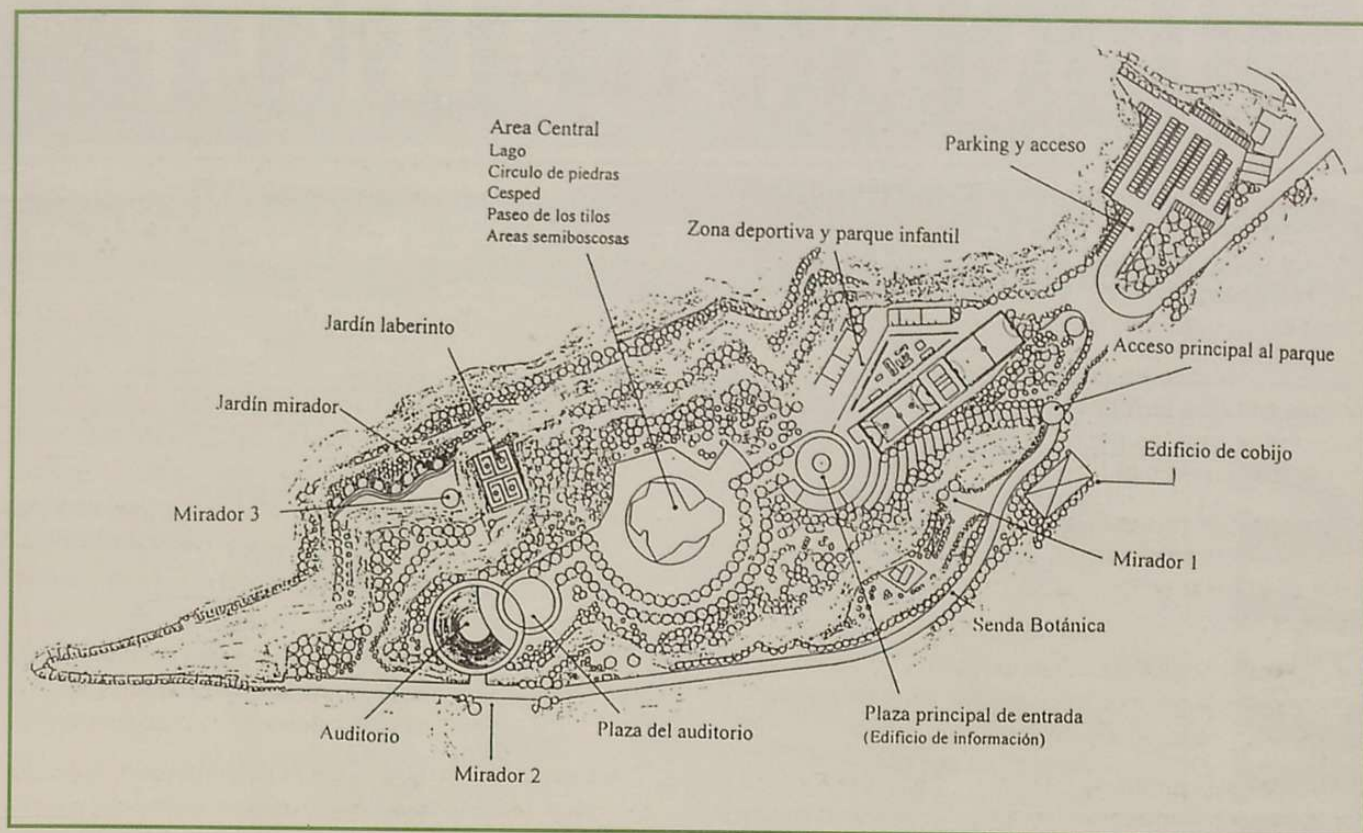 Area Central
Lago
Circulo de piedras
Cesped
Paseo de los tilos
Areas semiboscosas
Parking y acceso
Zona deportiva y parque infantil
Jardín laberinto
Acceso principal al parque
Jardín mirador
Edificio de cobijo
Mirador 3
Mirador 1
Senda Botánica
Plaza principal de entrada
(Edificio de información)
Auditorio
Plaza del auditorio
Mirador 2